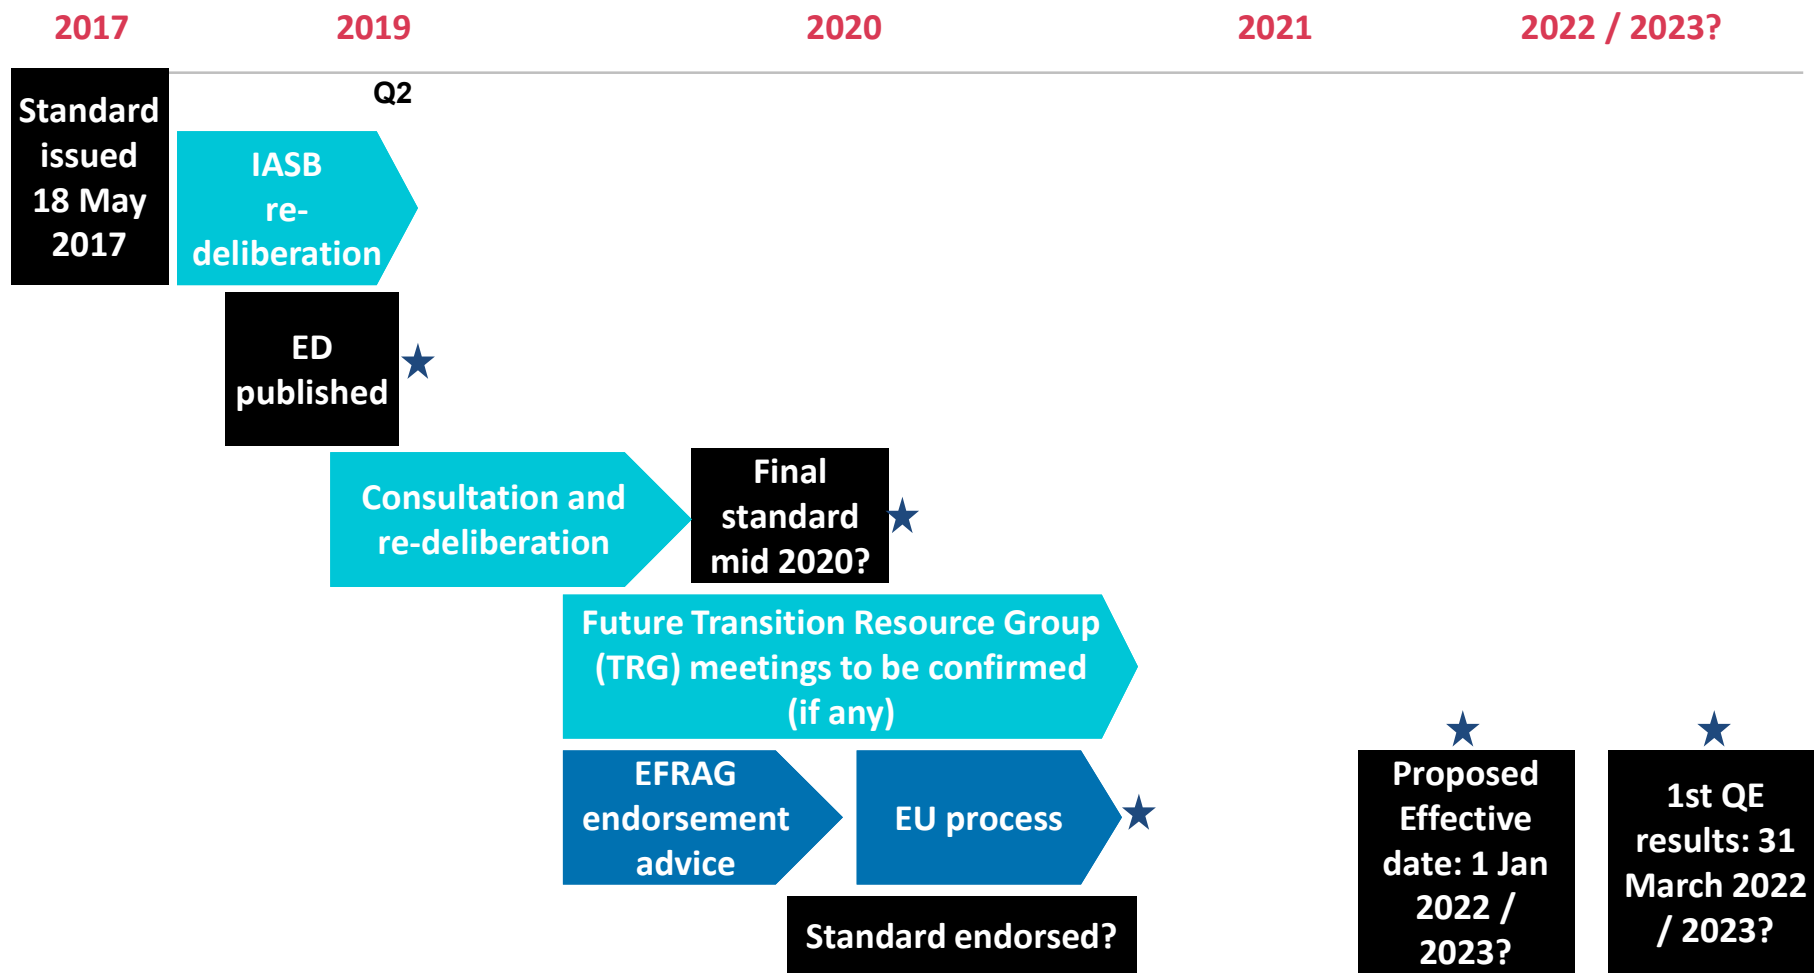 2017
2019
2020
2021
2022 / 2023?
Q2
Standard
issued
18 May
2017
IASB
re-
deliberation
ED
published
Consultation and
re-deliberation
Final
standard
mid 2020?
Future Transition Resource Group
(TRG) meetings to be confirmed
(if any)
EFRAG
endorsement
advice
EU process
Standard endorsed?
Proposed
Effective
date: 1 Jan
2022 /
2023?
1st QE
results: 31
March 2022
/ 2023?